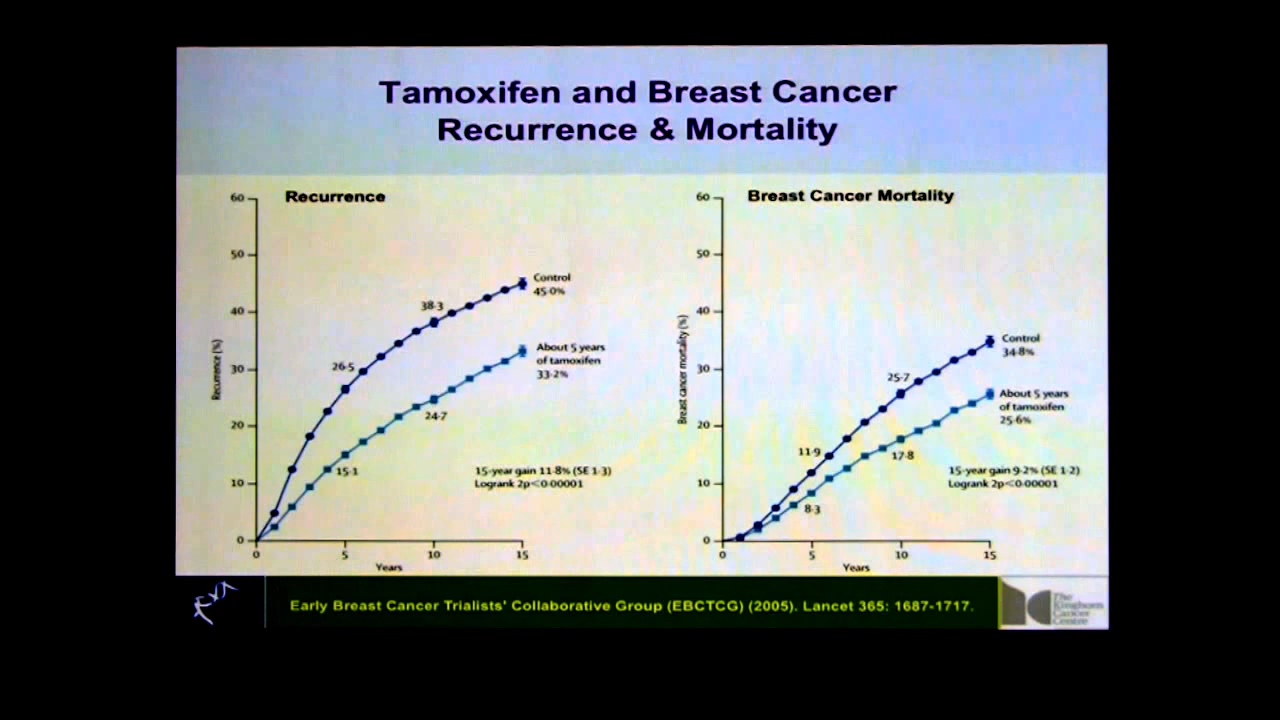 Tamoxifen and Breast Cancer
Recurrence & Mortality
Recurrence
60
50
40
30
20
10
0
Recurrence (%)
0
5
10
15
Years
26·5
38·3
Control
45·0%
15·1
24·7
About 5 years
of tamoxifen
33·2%
15-year gain 11·8% (SE 1·3)
Logrank 2p<0·00001
Breast Cancer Mortality
60
50
40
30
20
10
0
Breast cancer mortality (%)
0
5
10
15
Years
11·9
25·7
Control
34·8%
8·3
17·8
About 5 years
of tamoxifen
25·6%
15-year gain 9·2% (SE 1·2)
Logrank 2p<0·00001
Early Breast Cancer Trialists' Collaborative Group (EBCTCG) (2005). Lancet 365: 1687-1717.
The
Kinghorn
Cancer
Centre